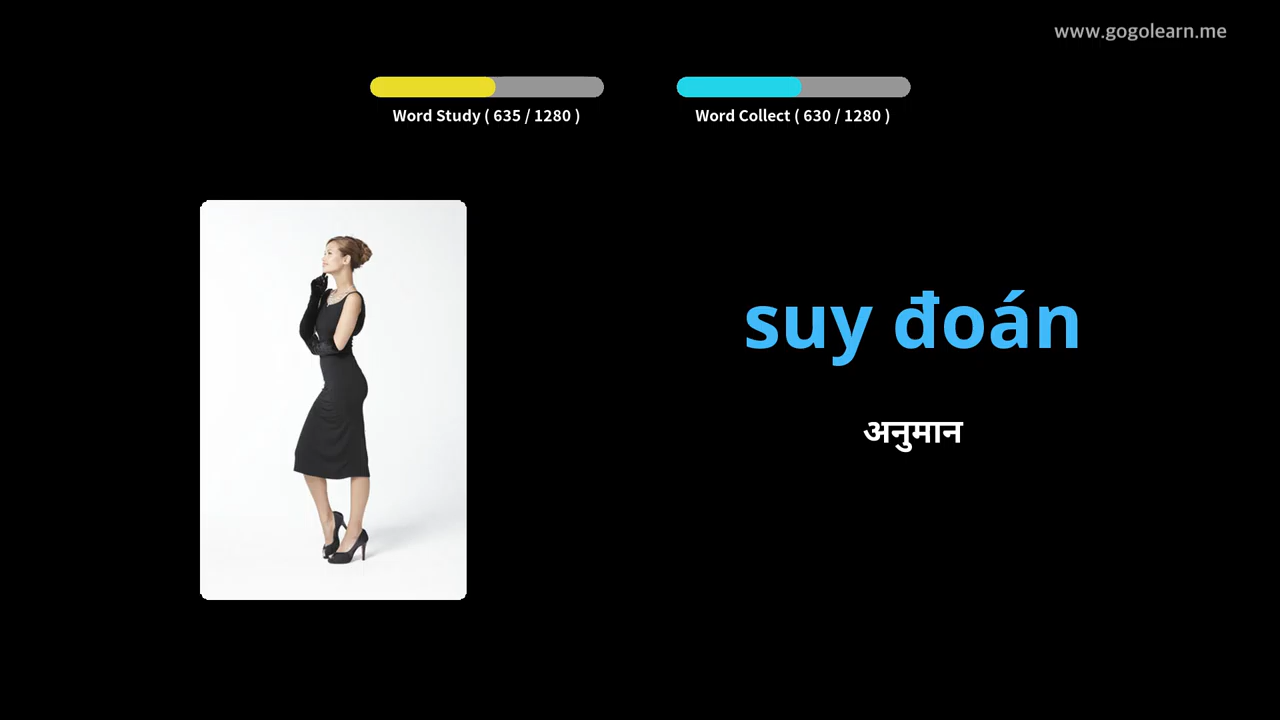 www.gogolearn.me
Word Study ( 635 / 1280 )
Word Collect ( 630 / 1280 )
suy đoán
अनुमान